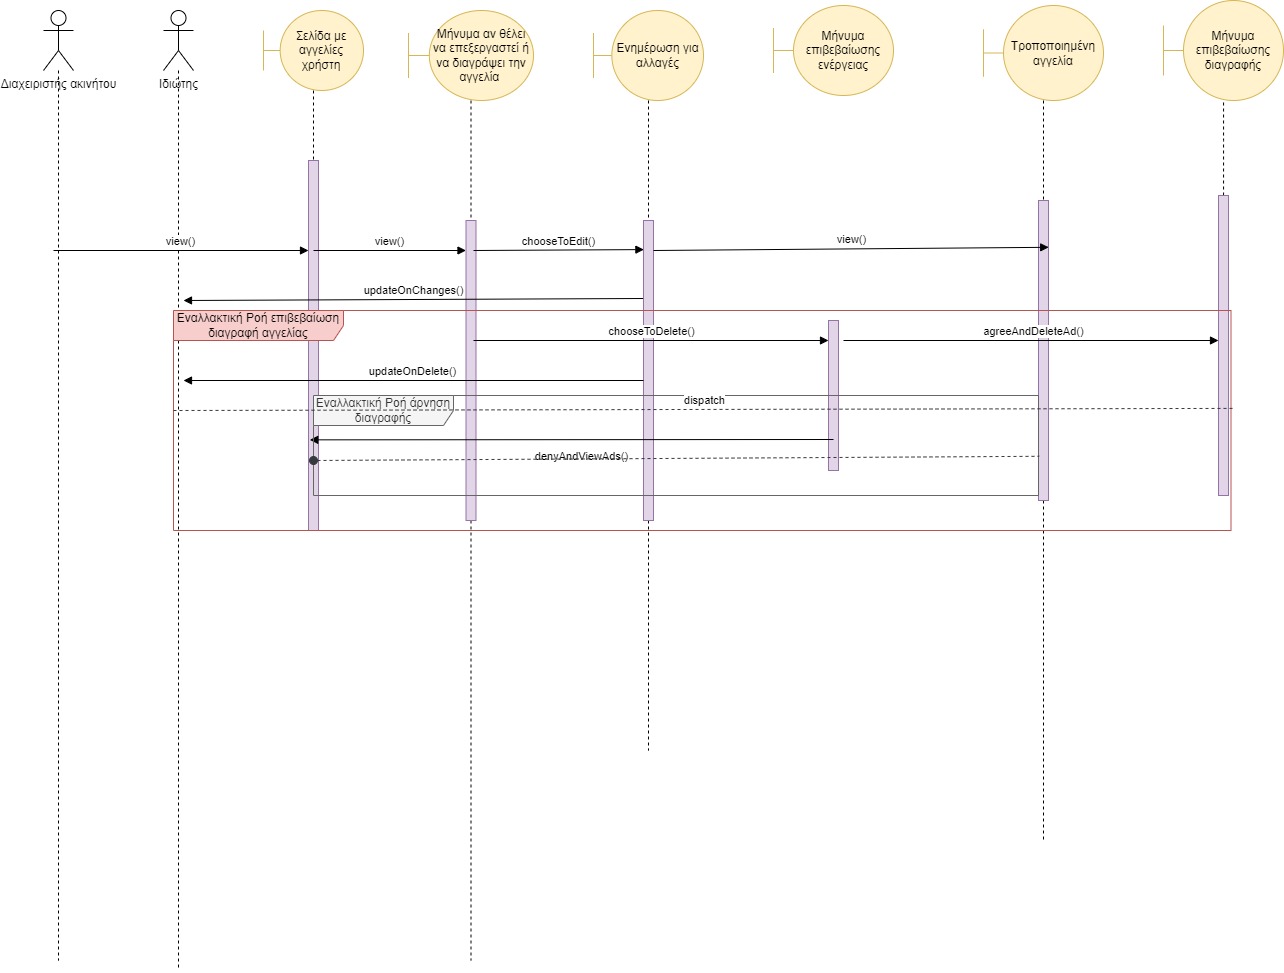 Διαχειριστής ακινήτου
Ιδιώτης
Σελίδα με
αγγελίες
χρήστη
Μήνυμα αν θέλει
να επεξεργαστεί ή
να διαγράψει την
αγγελία
Ενημέρωση για
αλλαγές
Μήνυμα
επιβεβαίωσης
ενέργειας
Τροποποιημένη
αγγελία
Μήνυμα
επιβεβαίωσης
διαγραφής
view()
view()
chooseToEdit()
view()
updateOnChanges()
Εναλλακτική Ροή επιβεβαίωση
διαγραφή αγγελίας
chooseToDelete()
agreeAndDeleteAd()
updateOnDelete()
Εναλλακτική Ροή άρνηση
διαγραφής
dispatch
denyAndViewAds()